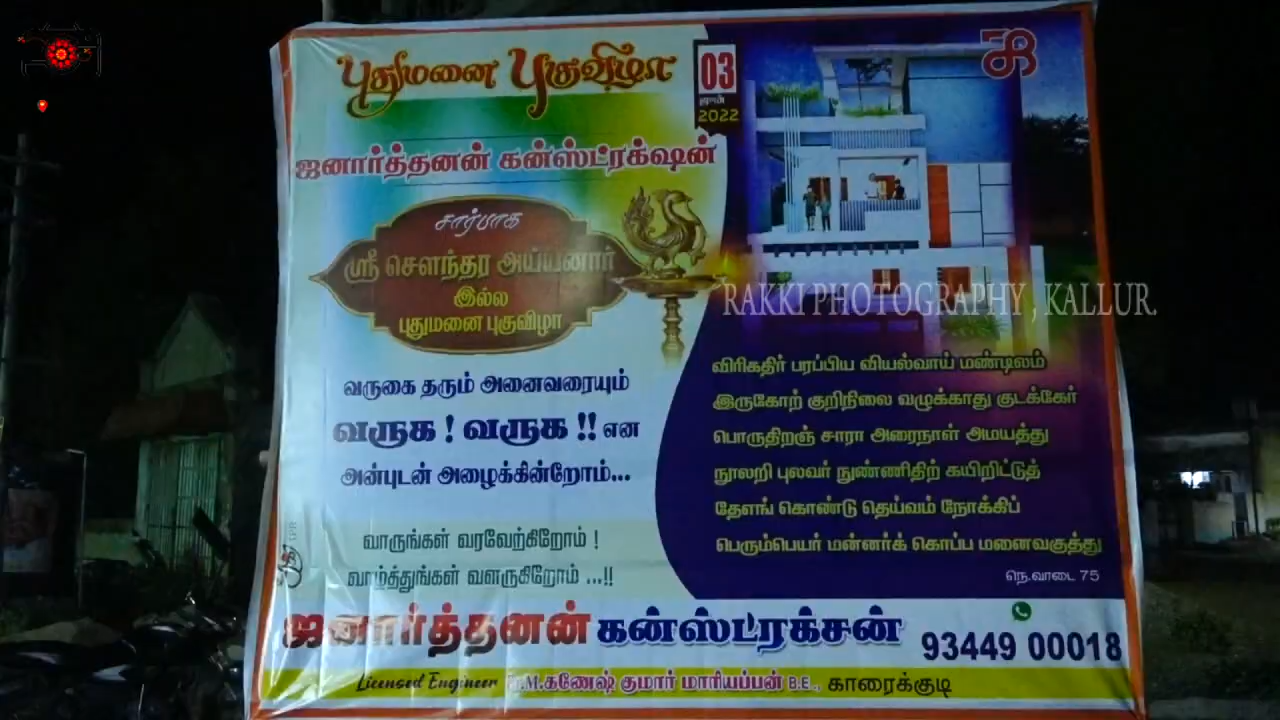 புதுமனை புகுவிழா
03
ஜூன்
2022
ஜனார்த்தனன் கன்ஸ்ட்ரக்ஷன்
சார்பாக
ஸ்ரீ சௌந்தர அய்யனார்
இல்ல
புதுமனை புகுவிழா
வருகை தரும் அனைவரையும்
வருக ! வருக !! என
அன்புடன் அழைக்கின்றோம்...
வாருங்கள் வரவேற்கிறோம் !
வாழ்த்துங்கள் வளருகிறோம் ...!!
RAKKI PHOTOGRAPHY , KALLUR.
விரிகதிர் பரப்பிய வியல்வாய் மண்டிலம்
இருகோற் குறிநிலை வழுக்காது குடக்கேர்
பொருதிறஞ் சாரா அரைநாள் அமயத்து
நூலறி புலவர் நுண்ணிதிற் கயிறிட்டுத்
தேஎங் கொண்டு தெய்வம் நோக்கிப்
பெரும்பெயர் மன்னர்க் கொப்ப மனைவகுத்து
நெ.வாடை 75
ஜனார்த்தனன் கன்ஸ்ட்ரக்சன்
93449 00018
Licensed Engineer Er.M.கணேஷ் குமார் மாரியப்பன் B.E., காரைக்குடி